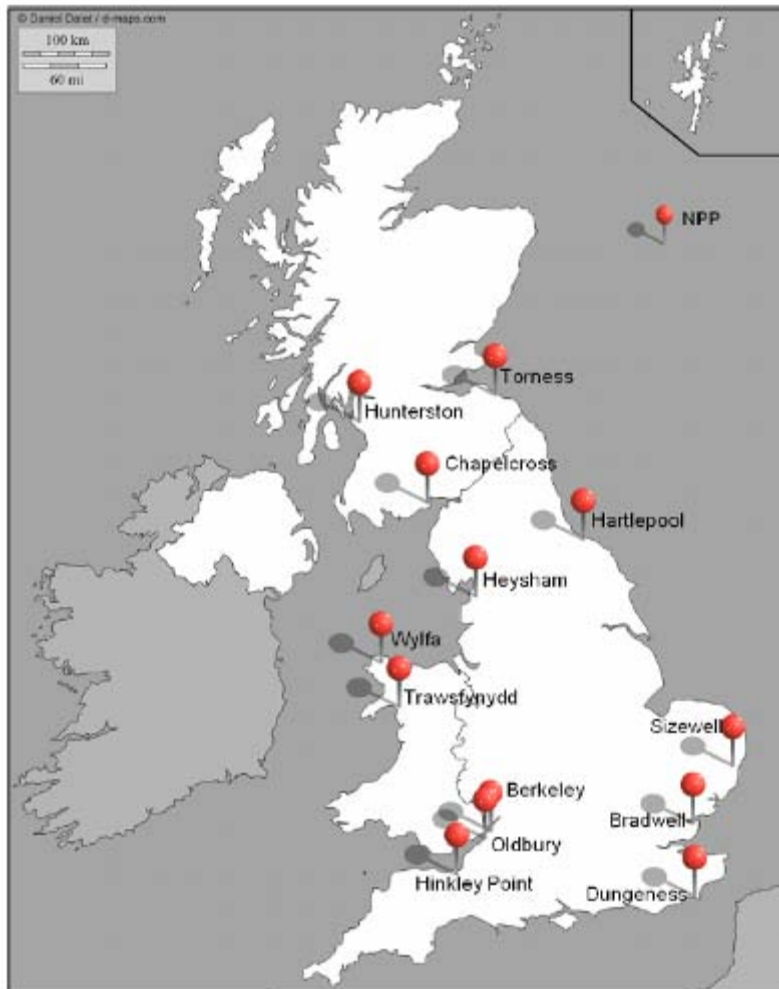 © Daniel Dalet / d-maps.com
100 km
60 mi
NPP
Torness
Hunterston
Chapelcross
Hartlepool
Heysham
Wylfa
Trawsfynydd
Sizewell
Berkeley
Bradwell
Oldbury
Hinkley Point
Dungeness